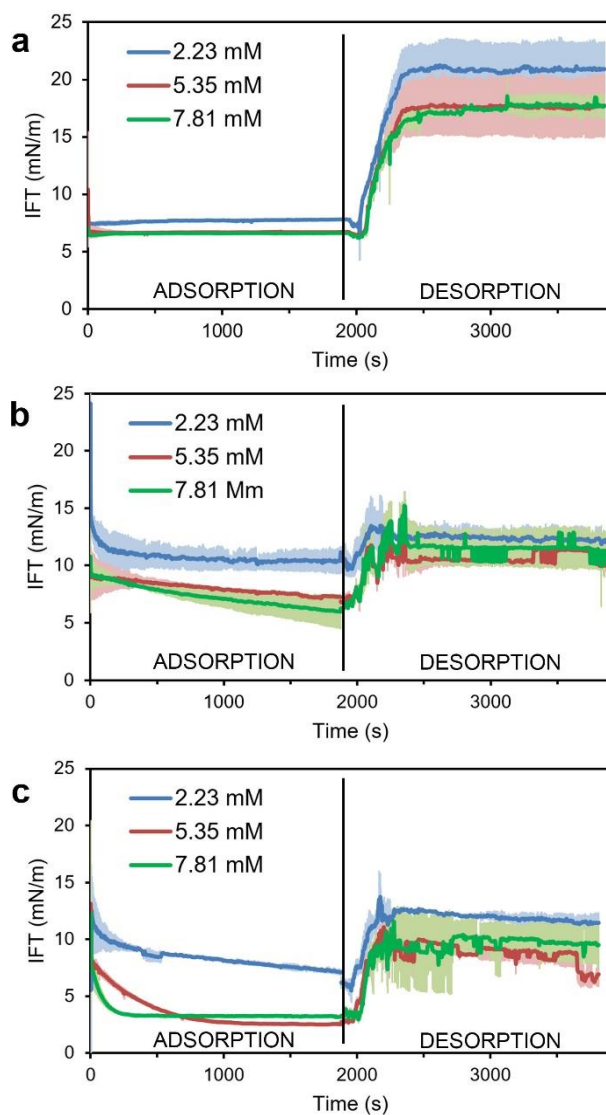 a
25
20
15
10
5
0
IFT (mN/m)
2.23 mM
5.35 mM
7.81 mM
ADSORPTION
DESORPTION
0
1000
2000
3000
Time (s)
b
25
20
15
10
5
0
IFT (mN/m)
2.23 mM
5.35 mM
7.81 Mm
ADSORPTION
DESORPTION
0
1000
2000
3000
Time (s)
c
25
20
15
10
5
0
IFT (mN/m)
2.23 mM
5.35 mM
7.81 mM
ADSORPTION
DESORPTION
0
1000
2000
3000
Time (s)